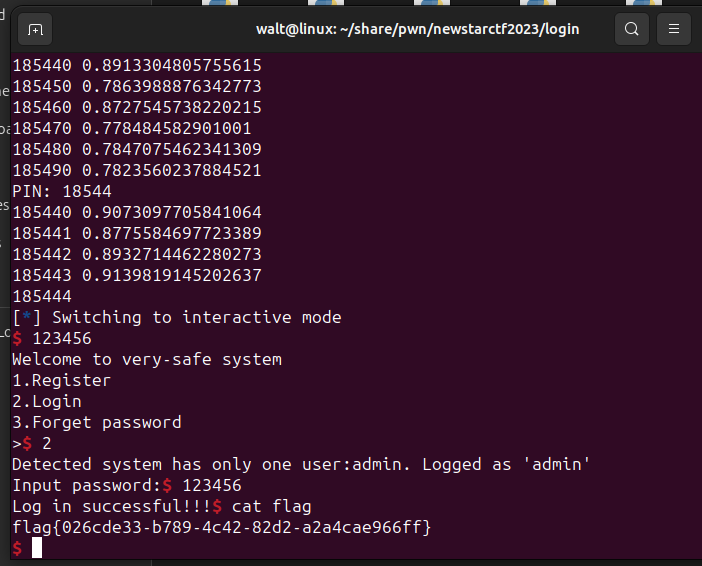 walt@linux: ~/share/pwn/newstarctf2023/login
185440 0.8913304805755615
185450 0.7863988876342773
185460 0.8727545738220215
185470 0.778484582901001
185480 0.7847075462341309
185490 0.7823560237884521
PIN: 18544
185440 0.9073097705841064
185441 0.8775584697723389
185442 0.8932714462280273
185443 0.9139819145202637
185444
[*] Switching to interactive mode
$ 123456
Welcome to very-safe system
1.Register
2.Login
3.Forget password
>$ 2
Detected system has only one user:admin. Logged as 'admin'
Input password:$ 123456
Log in successful!!!$ cat flag
flag{026cde33-b789-4c42-82d2-a2a4cae966ff}
$